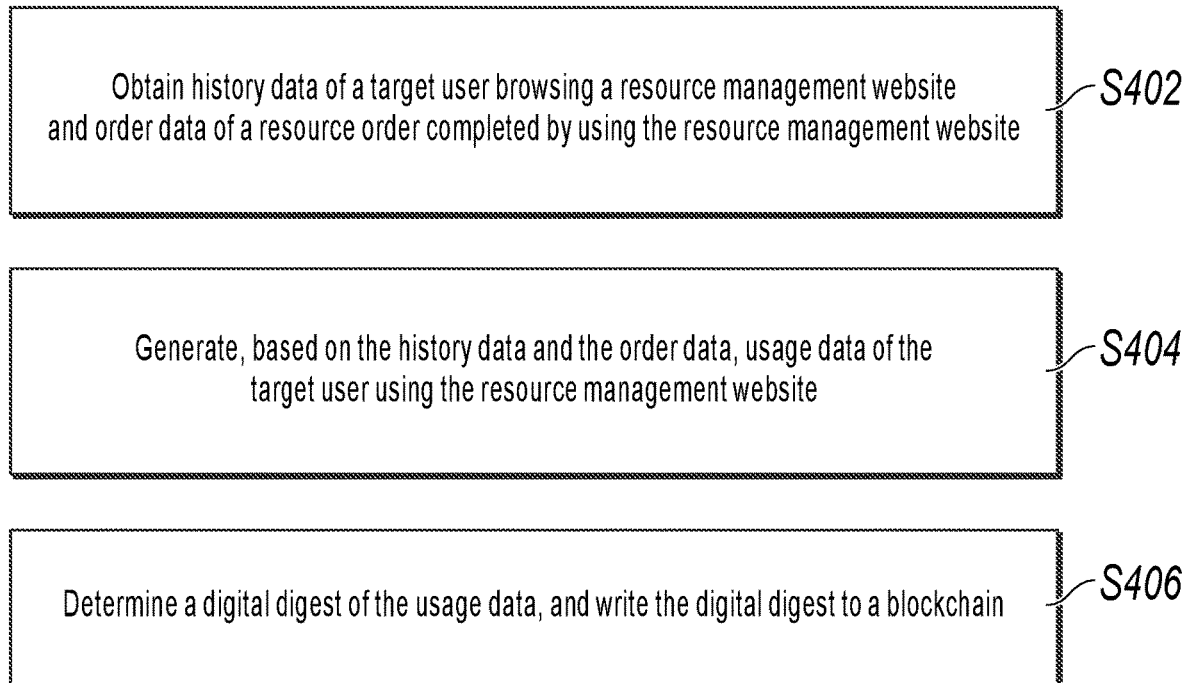 Obtain history data of a target user browsing a resource management website
and order data of a resource order completed by using the resource management website
S402
Generate, based on the history data and the order data, usage data of the
target user using the resource management website
S404
Determine a digital digest of the usage data, and write the digital digest to a blockchain
S406